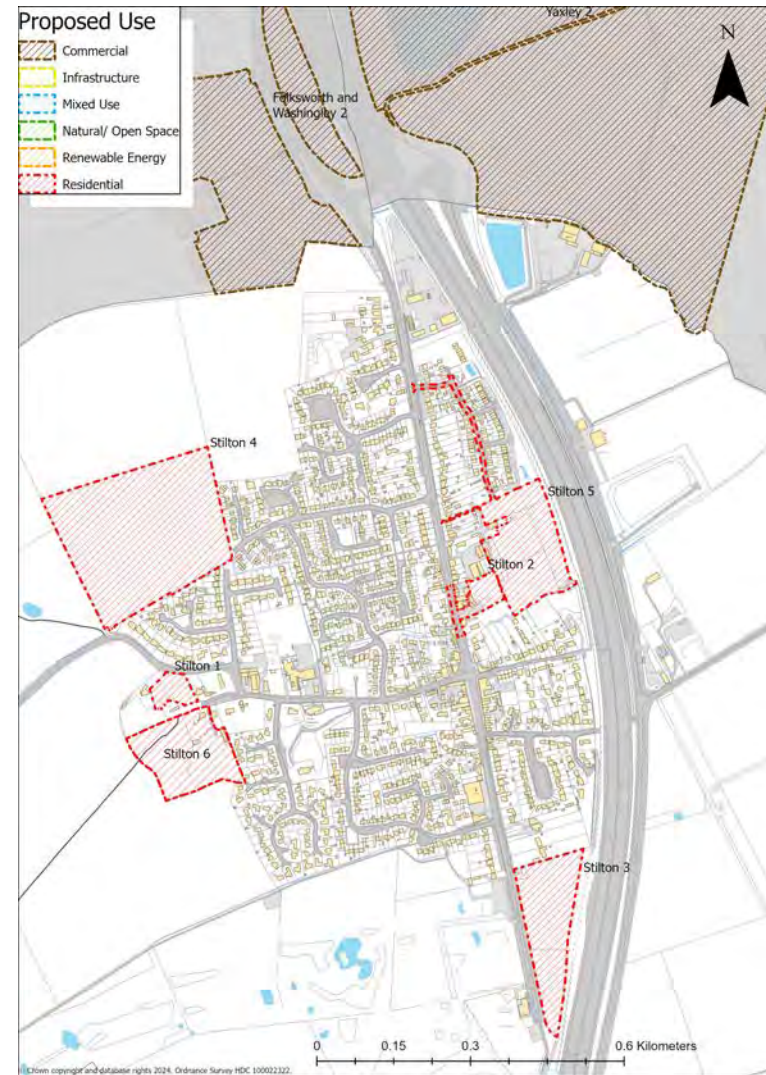 Proposed Use
Commercial
Infrastructure
Mixed Use
Natural/ Open Space
Renewable Energy
Residential
Yaxley 2
N
Folksworth and
Washingley 2
Stilton 4
Stilton 5
Stilton 2
Stilton 1
Stilton 6
Stilton 3
0 0.15 0.3 0.6 Kilometers
© Crown copyright and database rights 2024. Ordnance Survey HDC 100022322.